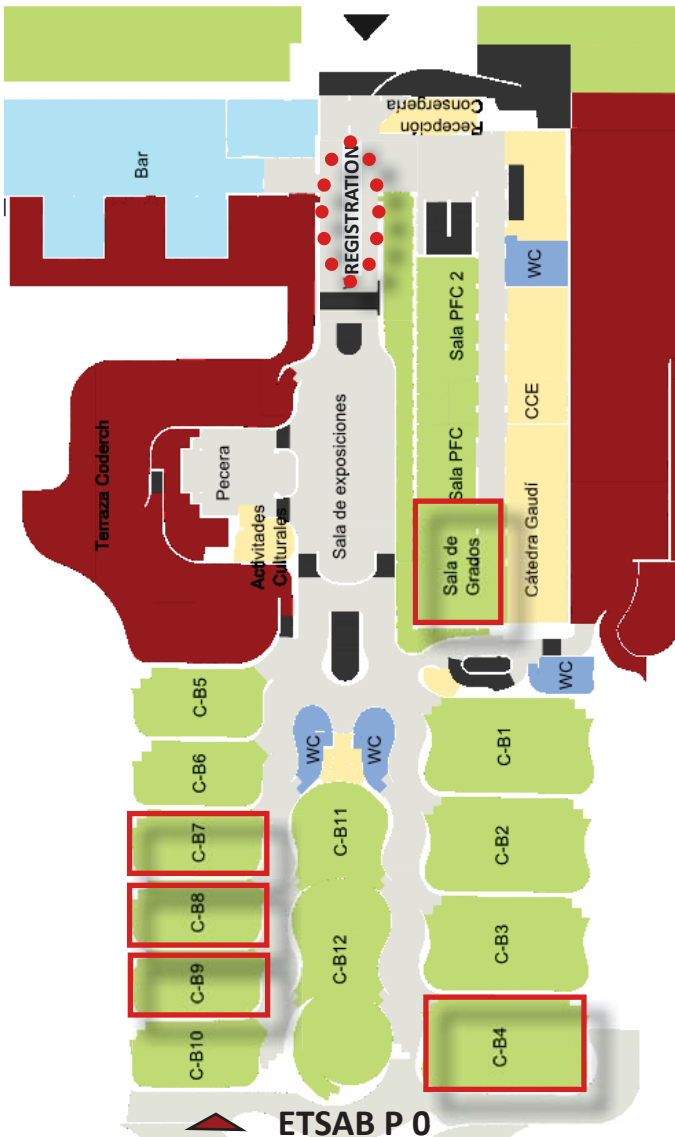 Recepción
Consergería
Bar
REGISTRATION
WC
Sala PFC 2
CCE
Sala de exposiciones
Sala PFC
Terraza Coderch
Pecera
Activitades
Culturales
Sala de
Grados
Cátedra Gaudí
WC
C-B5
C-B1
WC
WC
C-B6
C-B7
C-B11
C-B2
C-B8
C-B12
C-B3
C-B9
C-B10
C-B4
ETSAB P 0